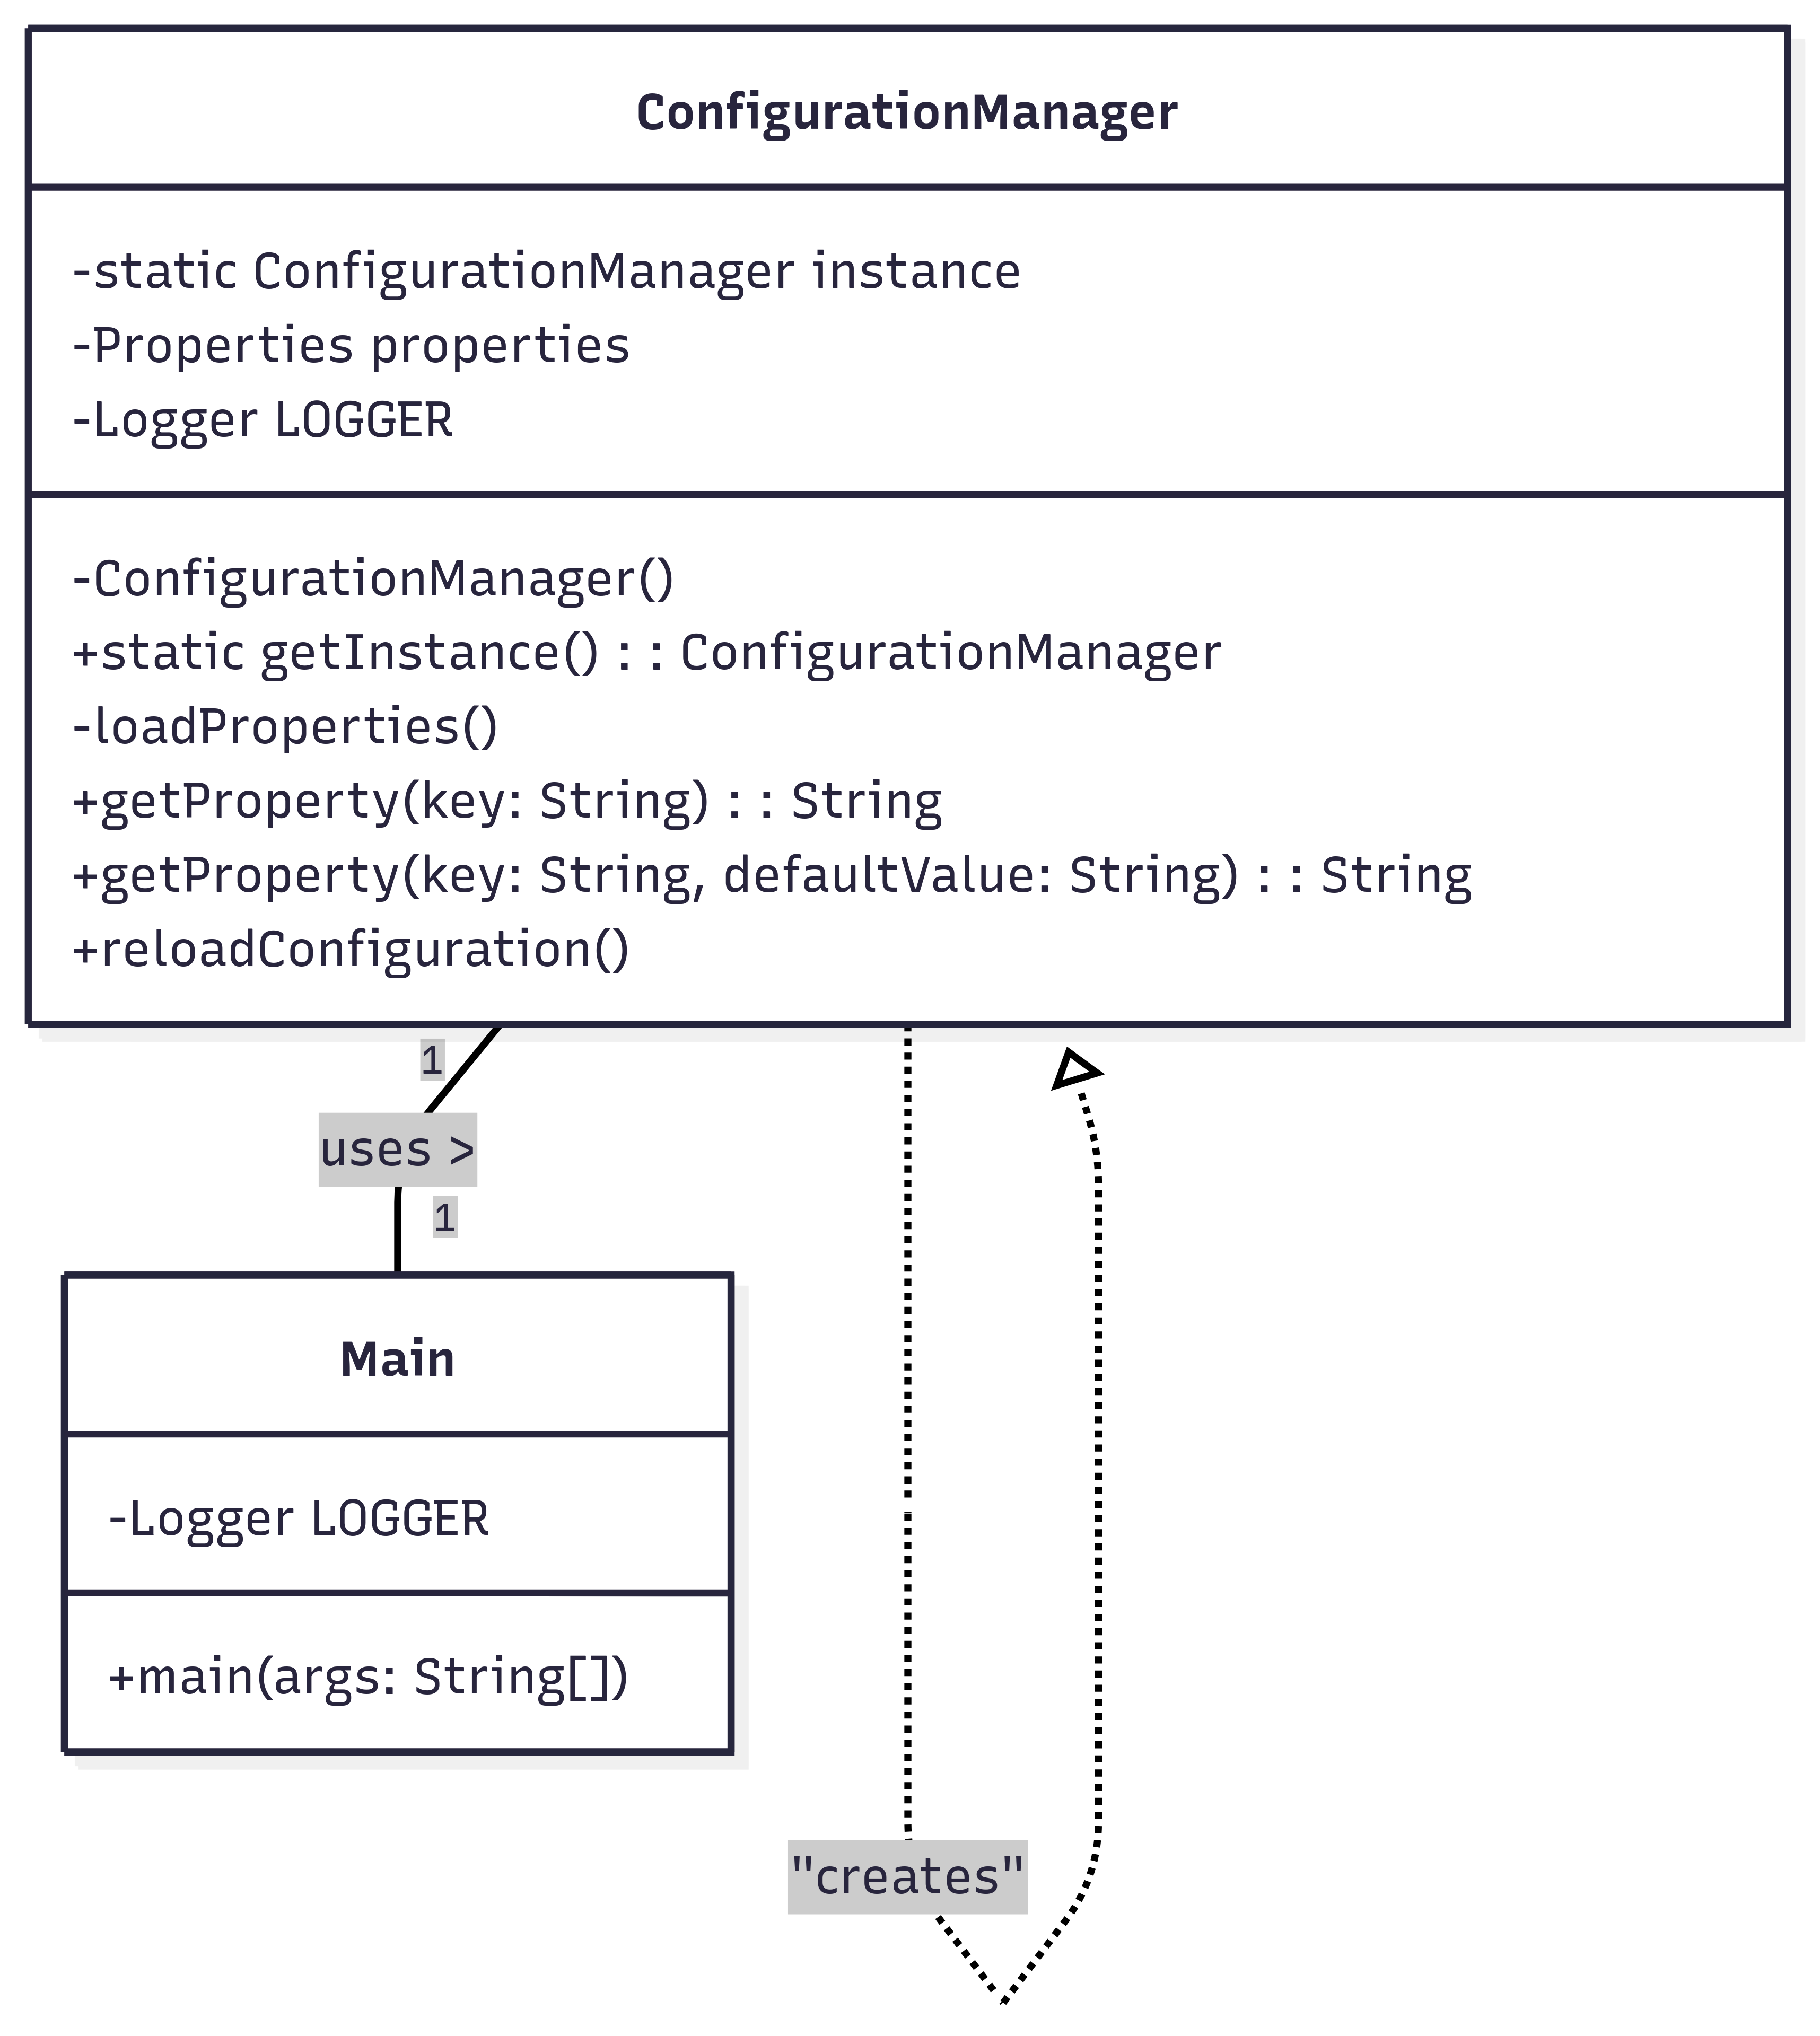 ConfigurationManager
-static ConfigurationManager instance
-Properties properties
-Logger LOGGER
-ConfigurationManager()
+static getInstance() : : ConfigurationManager
-loadProperties()
+getProperty(key: String) : : String
+getProperty(key: String, defaultValue: String) : : String
+reloadConfiguration()
1
uses >
1
Main
-Logger LOGGER
+main(args: String[])
"creates"